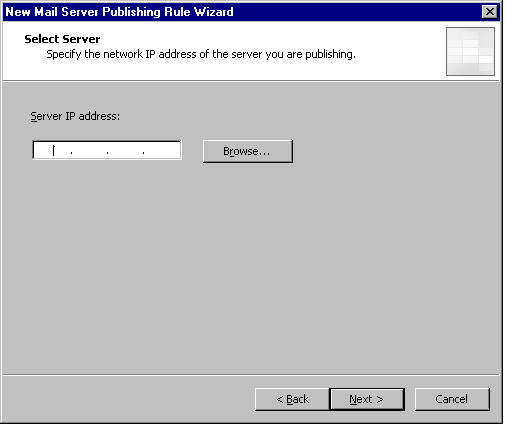 New Mail Server Publishing Rule Wizard
Select Server
Specify the network IP address of the server you are publishing.
Server IP address:
. . .
Browse...
< Back
Next >
Cancel